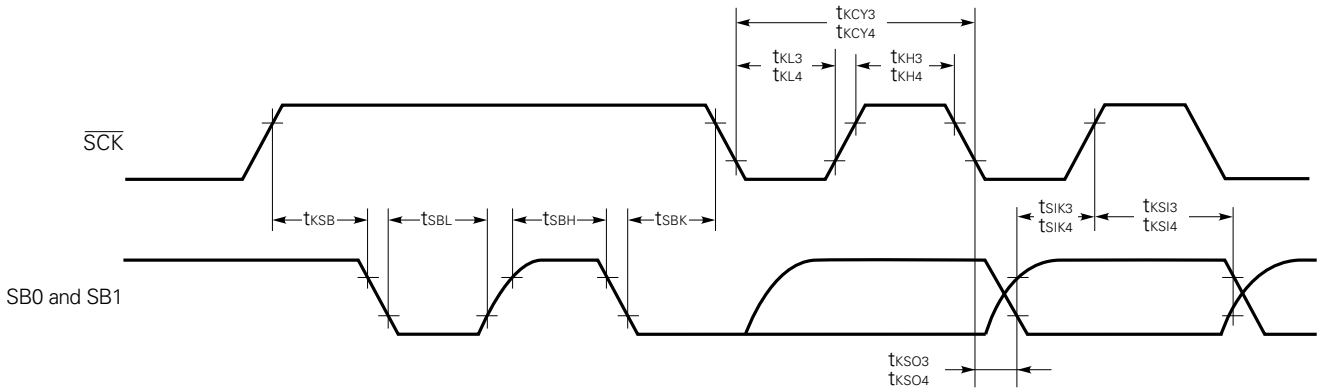 tKCY3
tKCY4
tKL3
tKL4
tKH3
tKH4
SCK
tKSB
tSBL
tSBH
tSBK
tSIK3
tSIK4
tKSI3
tKSI4
SB0 and SB1
tKSO3
tKSO4